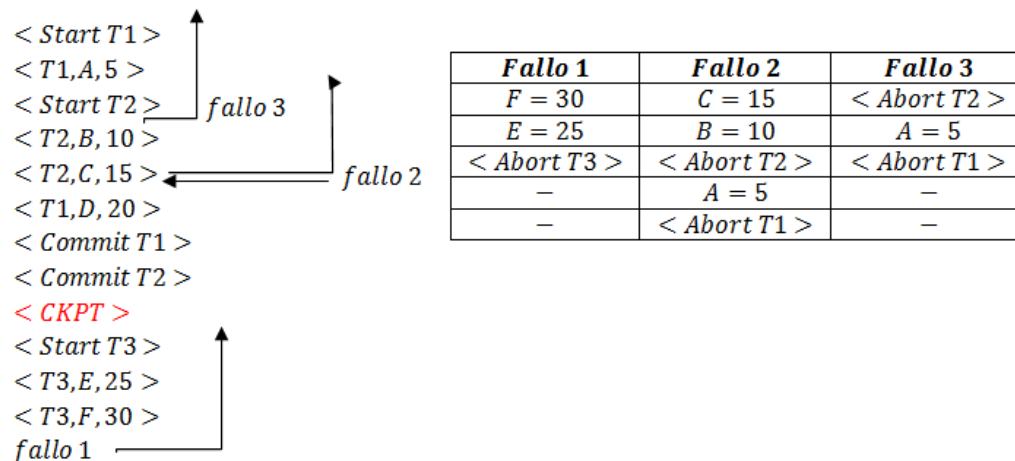 < Start T1 >
< T1, A, 5 >
< Start T2 >
fallo 3
< T2, B, 10 >
< T2, C, 15 >
fallo 2
< T1, D, 20 >
< Commit T1 >
< Commit T2 >
< CKPT >
< Start T3 >
< T3, E, 25 >
< T3, F, 30 >
fallo 1
Fallo 1 Fallo 2 Fallo 3
F = 30 C = 15 < Abort T2 >
E = 25 B = 10 A = 5
< Abort T3 > < Abort T2 > < Abort T1 >
− A = 5 −
− < Abort T1 > −